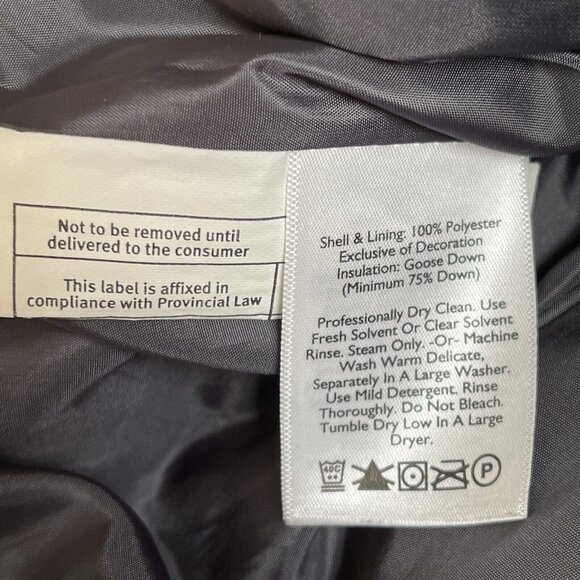 Not to be removed until
delivered to the consumer
This label is affixed in
compliance with Provincial Law
Shell & Lining: 100% Polyester
Exclusive of Decoration
Insulation: Goose Down
(Minimum 75% Down)
Professionally Dry Clean. Use
Fresh Solvent Or Clear Solvent
Rinse. Steam Only. -Or- Machine
Wash Warm Delicate,
Separately In A Large Washer.
Use Mild Detergent. Rinse
Thoroughly. Do Not Bleach.
Tumble Dry Low In A Large
Dryer.
40C P